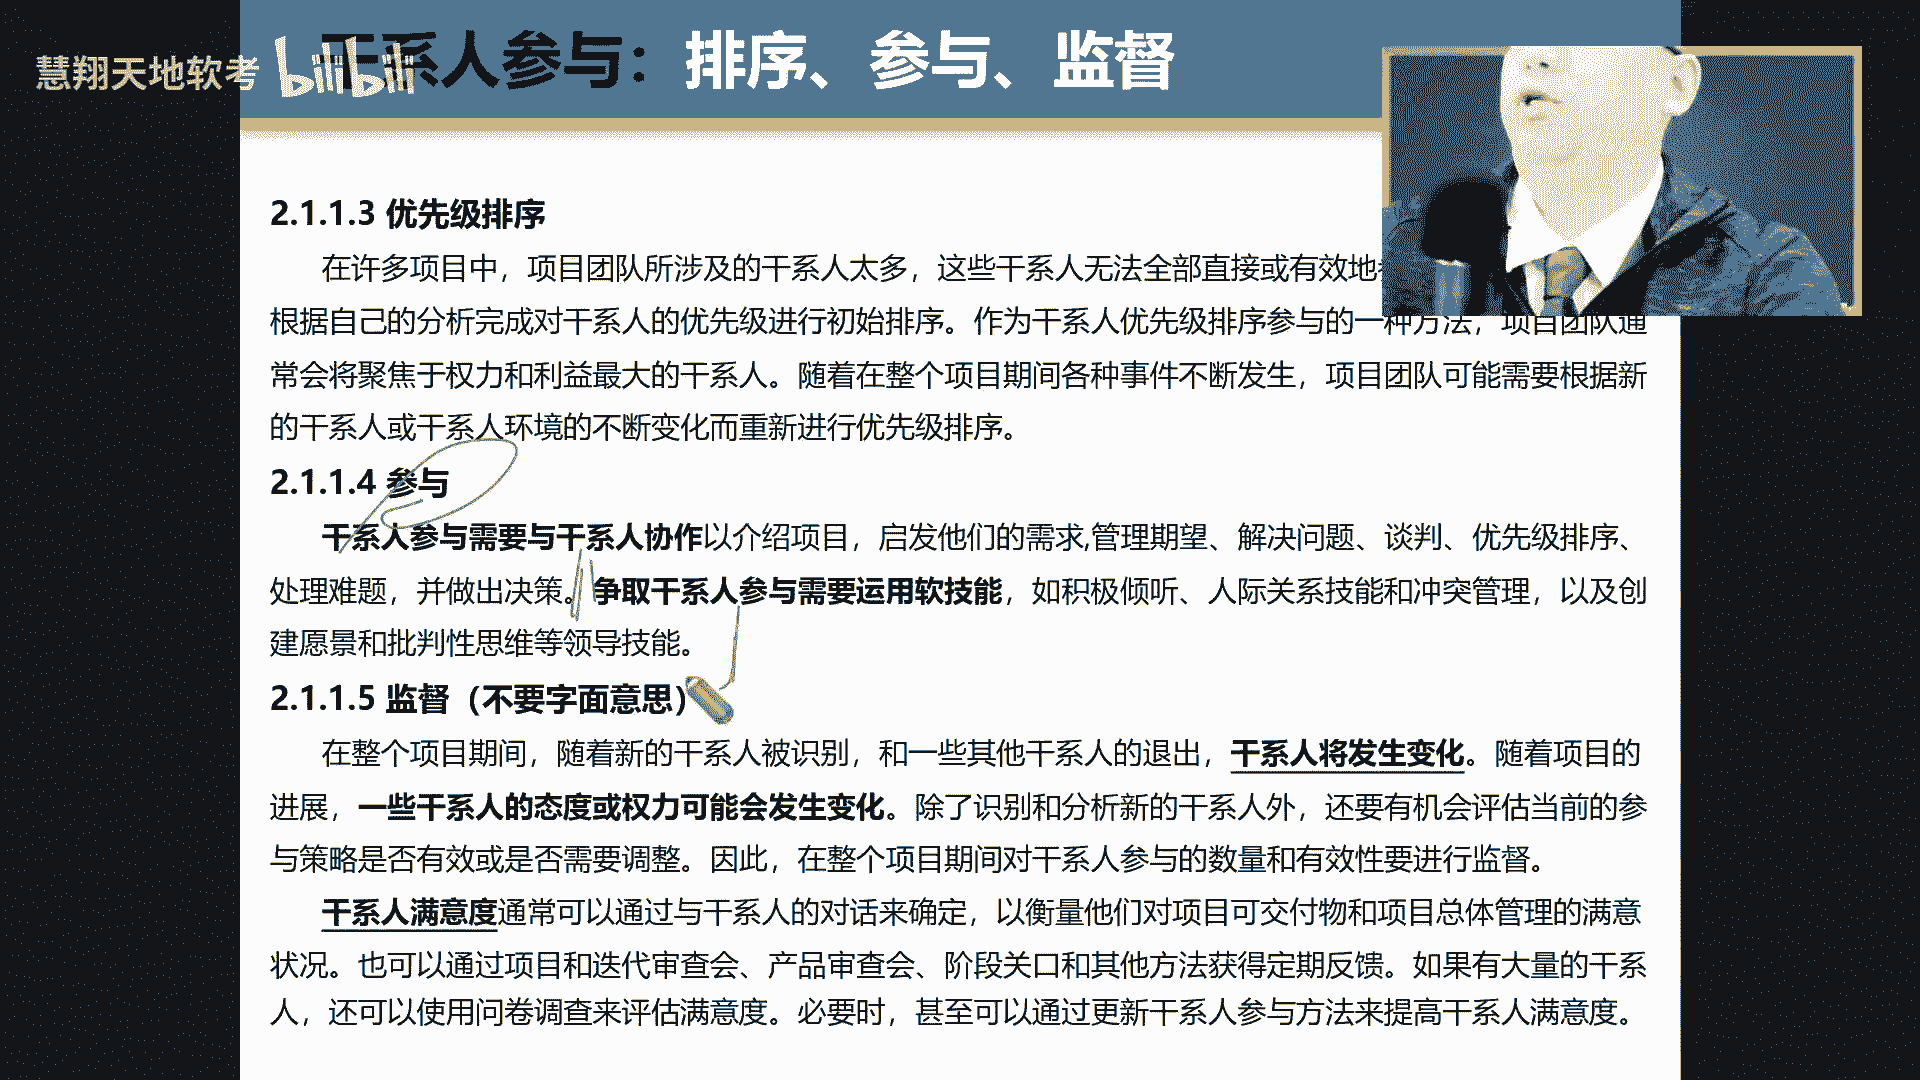 干系人参与：排序、参与、监督
慧翔天地软考
bilibili
2.1.1.3 优先级排序
在许多项目中，项目团队所涉及的干系人太多，这些干系人无法全部直接或有效地
根据自己的分析完成对干系人的优先级进行初始排序。作为干系人优先级排序参与的一种方法，项目团队通
常会将聚焦于权力和利益最大的干系人。随着在整个项目期间各种事件不断发生，项目团队可能需要根据新
的干系人或干系人环境的不断变化而重新进行优先级排序。
2.1.1.4 参与
干系人参与需要与干系人协作以介绍项目，启发他们的需求,管理期望、解决问题、谈判、优先级排序、
处理难题，并做出决策。争取干系人参与需要运用软技能，如积极倾听、人际关系技能和冲突管理，以及创
建愿景和批判性思维等领导技能。
2.1.1.5 监督（不要字面意思）
在整个项目期间，随着新的干系人被识别，和一些其他干系人的退出，干系人将发生变化。随着项目的
进展，一些干系人的态度或权力可能会发生变化。除了识别和分析新的干系人外，还要有机会评估当前的参
与策略是否有效或是否需要调整。因此，在整个项目期间对干系人参与的数量和有效性要进行监督。
干系人满意度通常可以通过与干系人的对话来确定，以衡量他们对项目可交付物和项目总体管理的满意
状况。也可以通过项目和迭代审查会、产品审查会、阶段关口和其他方法获得定期反馈。如果有大量的干系
人，还可以使用问卷调查来评估满意度。必要时，甚至可以通过更新干系人参与方法来提高干系人满意度。